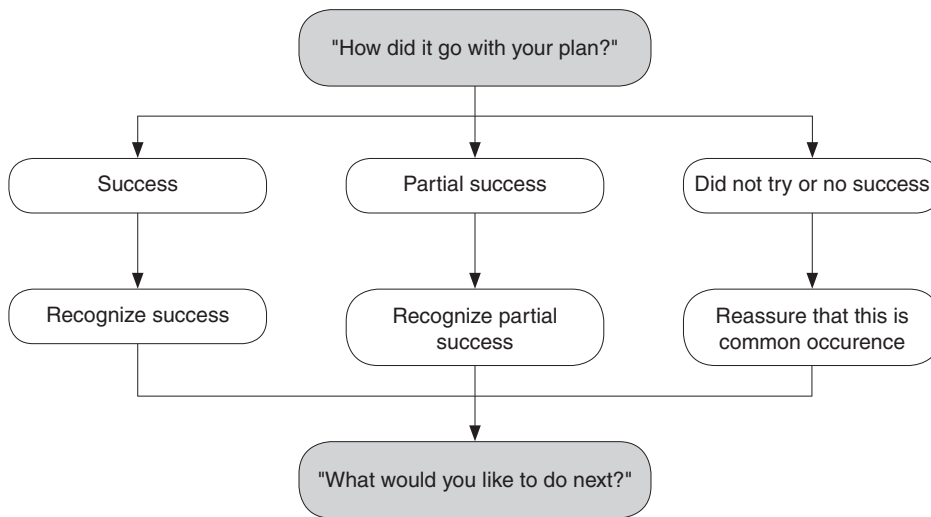 "How did it go with your plan?"
Success
Partial success
Did not try or no success
Recognize success
Recognize partial
success
Reassure that this is
common occurence
"What would you like to do next?"